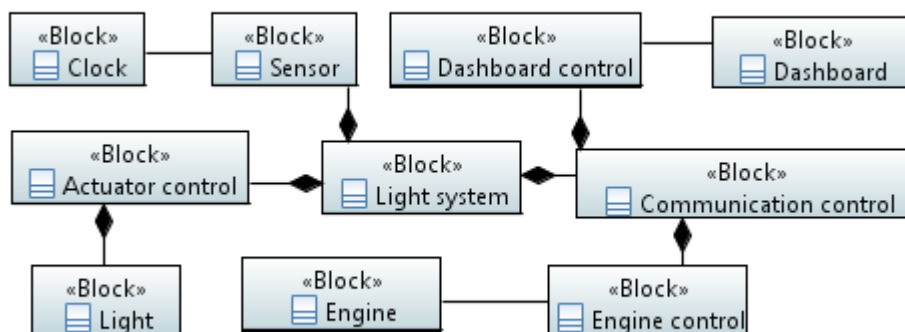 «Block»
Clock
«Block»
Sensor
«Block»
Dashboard control
«Block»
Dashboard
«Block»
Actuator control
«Block»
Light system
«Block»
Communication control
«Block»
Light
«Block»
Engine
«Block»
Engine control